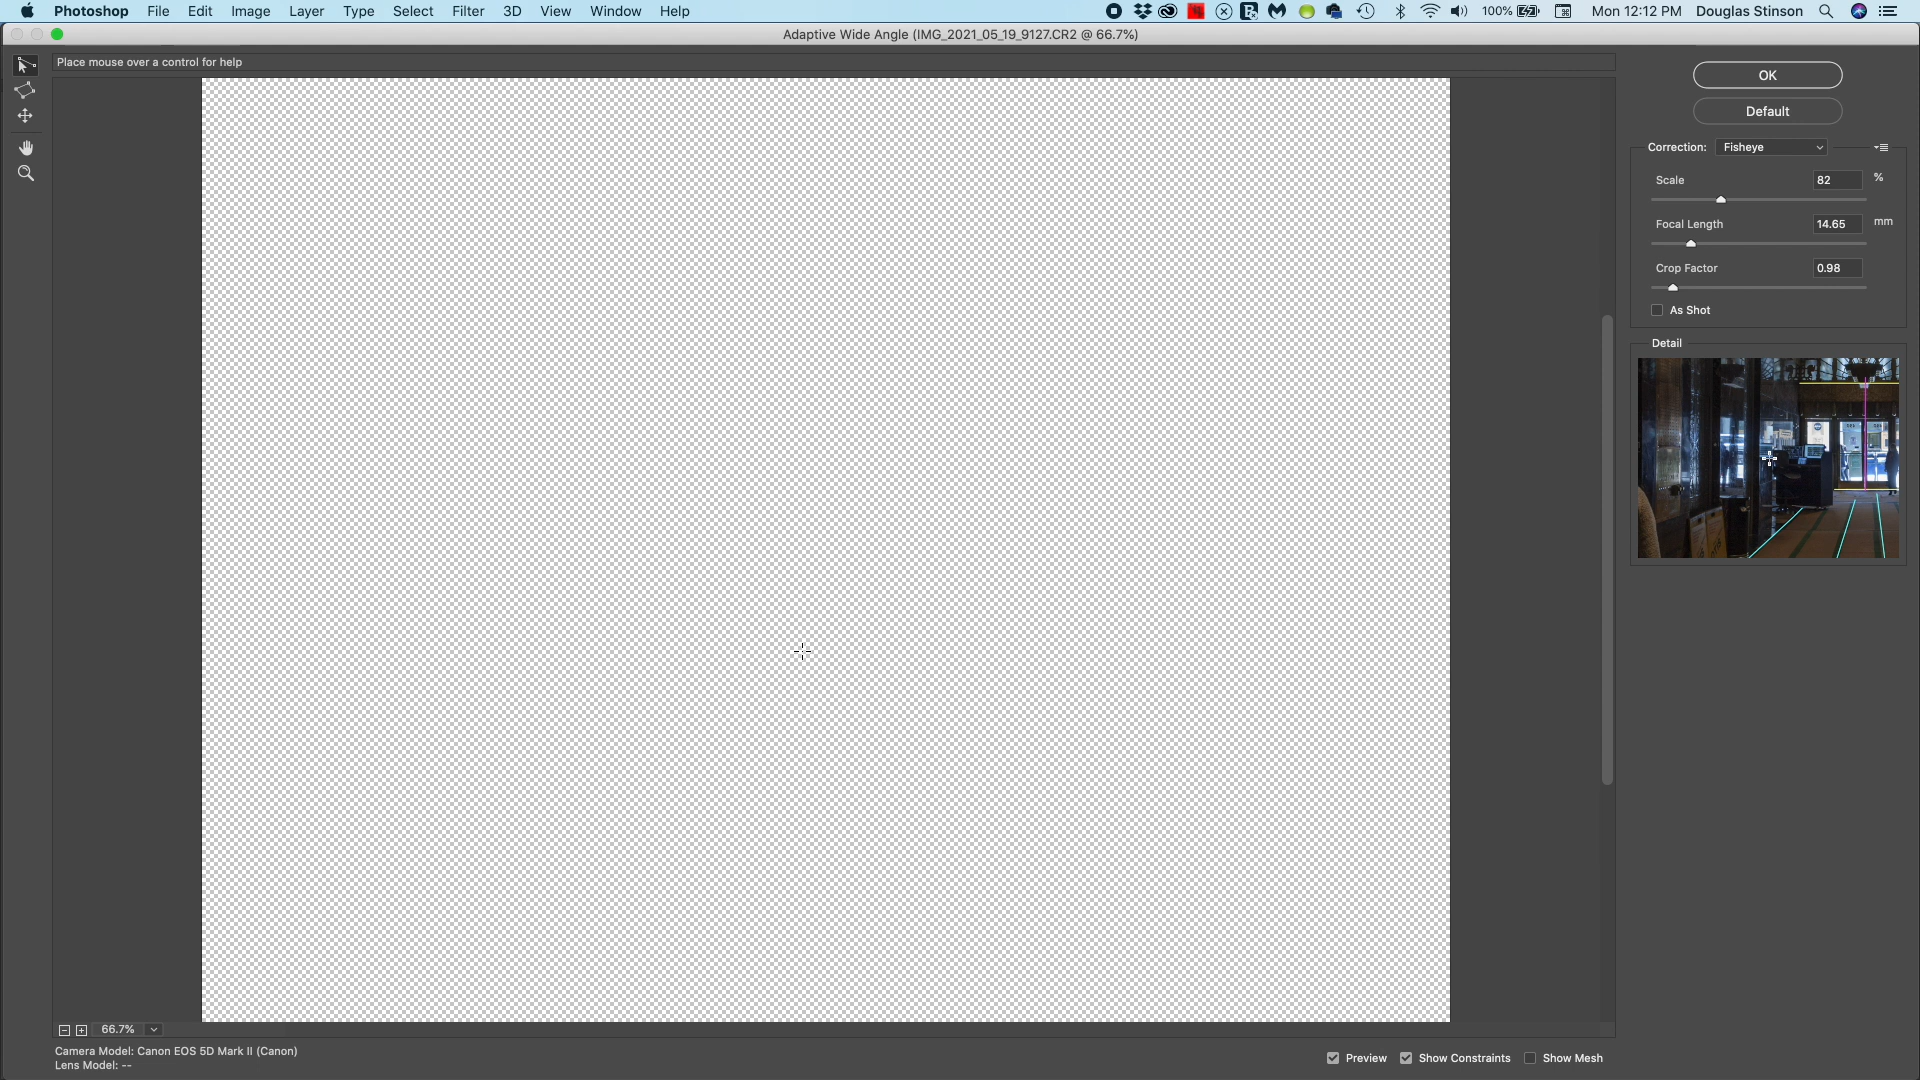 Photoshop File Edit Image Layer Type Select Filter 3D View Window Help 100% Mon 12:12 PM Douglas Stinson
Adaptive Wide Angle (IMG_2021_05_19_9127.CR2 @ 66.7%)
Place mouse over a control for help
OK
Default
Correction: Fisheye
Scale 82 %
Focal Length 14.65 mm
Crop Factor 0.98
As Shot
Detail
66.7%
Camera Model: Canon EOS 5D Mark II (Canon)
Lens Model: --
Preview Show Constraints Show Mesh